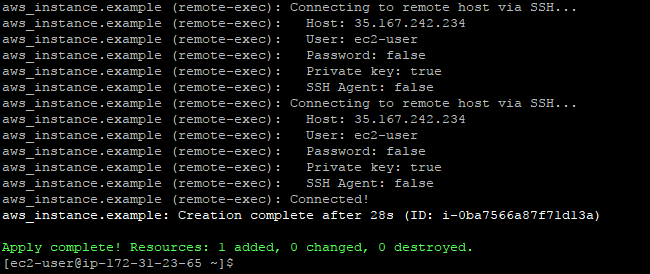 aws_instance.example (remote-exec): Connecting to remote host via SSH...
aws_instance.example (remote-exec):   Host: 35.167.242.234
aws_instance.example (remote-exec):   User: ec2-user
aws_instance.example (remote-exec):   Password: false
aws_instance.example (remote-exec):   Private key: true
aws_instance.example (remote-exec):   SSH Agent: false
aws_instance.example (remote-exec): Connecting to remote host via SSH...
aws_instance.example (remote-exec):   Host: 35.167.242.234
aws_instance.example (remote-exec):   User: ec2-user
aws_instance.example (remote-exec):   Password: false
aws_instance.example (remote-exec):   Private key: true
aws_instance.example (remote-exec):   SSH Agent: false
aws_instance.example (remote-exec): Connected!
aws_instance.example: Creation complete after 28s (ID: i-0ba7566a87f71d13a)
Apply complete! Resources: 1 added, 0 changed, 0 destroyed.
[ec2-user@ip-172-31-23-65 ~]$